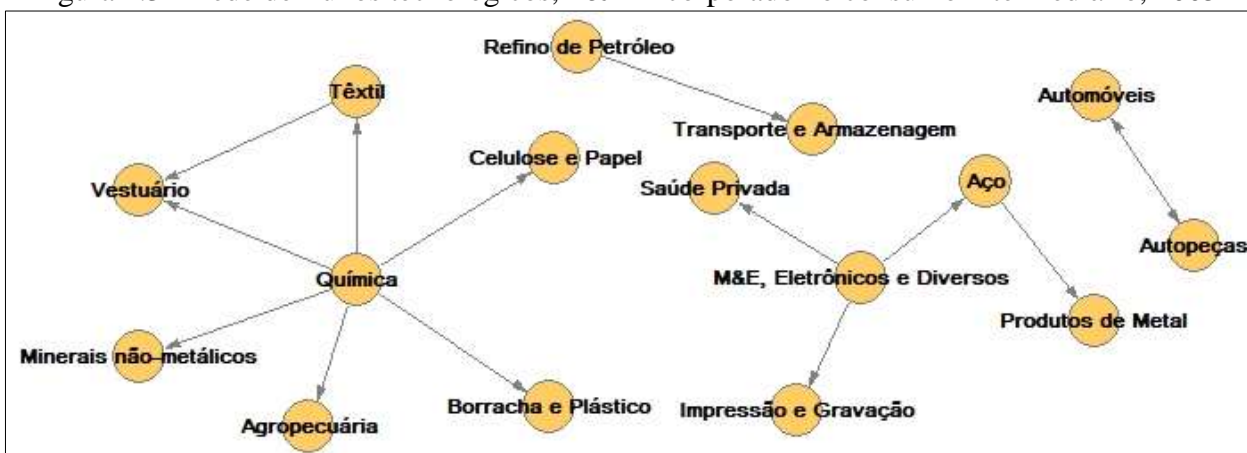 Refino de Petróleo
Têxtil
Automóveis
Transporte e Armazenagem
Celulose e Papel
Vestuário
Saúde Privada
Aço
Autopeças
Química
M&E, Eletrônicos e Diversos
Produtos de Metal
Minerais não-metálicos
Borracha e Plástico
Impressão e Gravação
Agropecuária